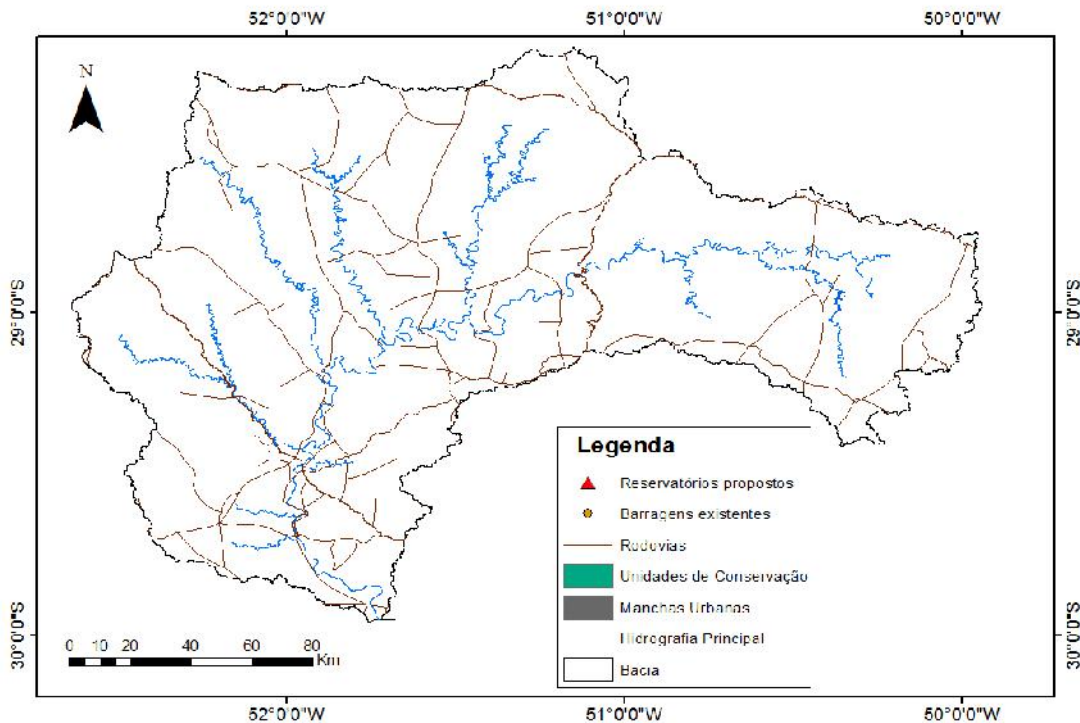 52°0'0"W 51°0'0"W 50°0'0"W
N
29°0'0"S 29°0'0"S
Legenda
Reservatórios propostos
Barragens existentes
Rodovias
Unidades de Conservação
Manchas Urbanas
Hidrografia Principal
Bacia
30°0'0"S 30°0'0"S
0 10 20 40 60 80
Km
52°0'0"W 51°0'0"W 50°0'0"W